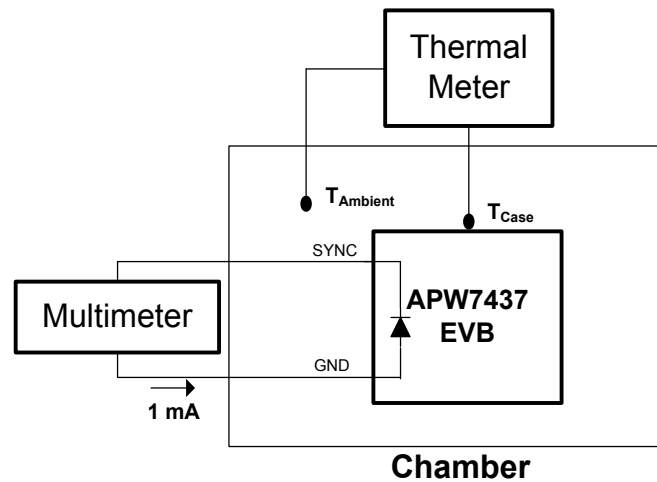 Thermal
Meter
TAmbient
TCase
SYNC
APW7437
EVB
Multimeter
GND
1 mA
Chamber